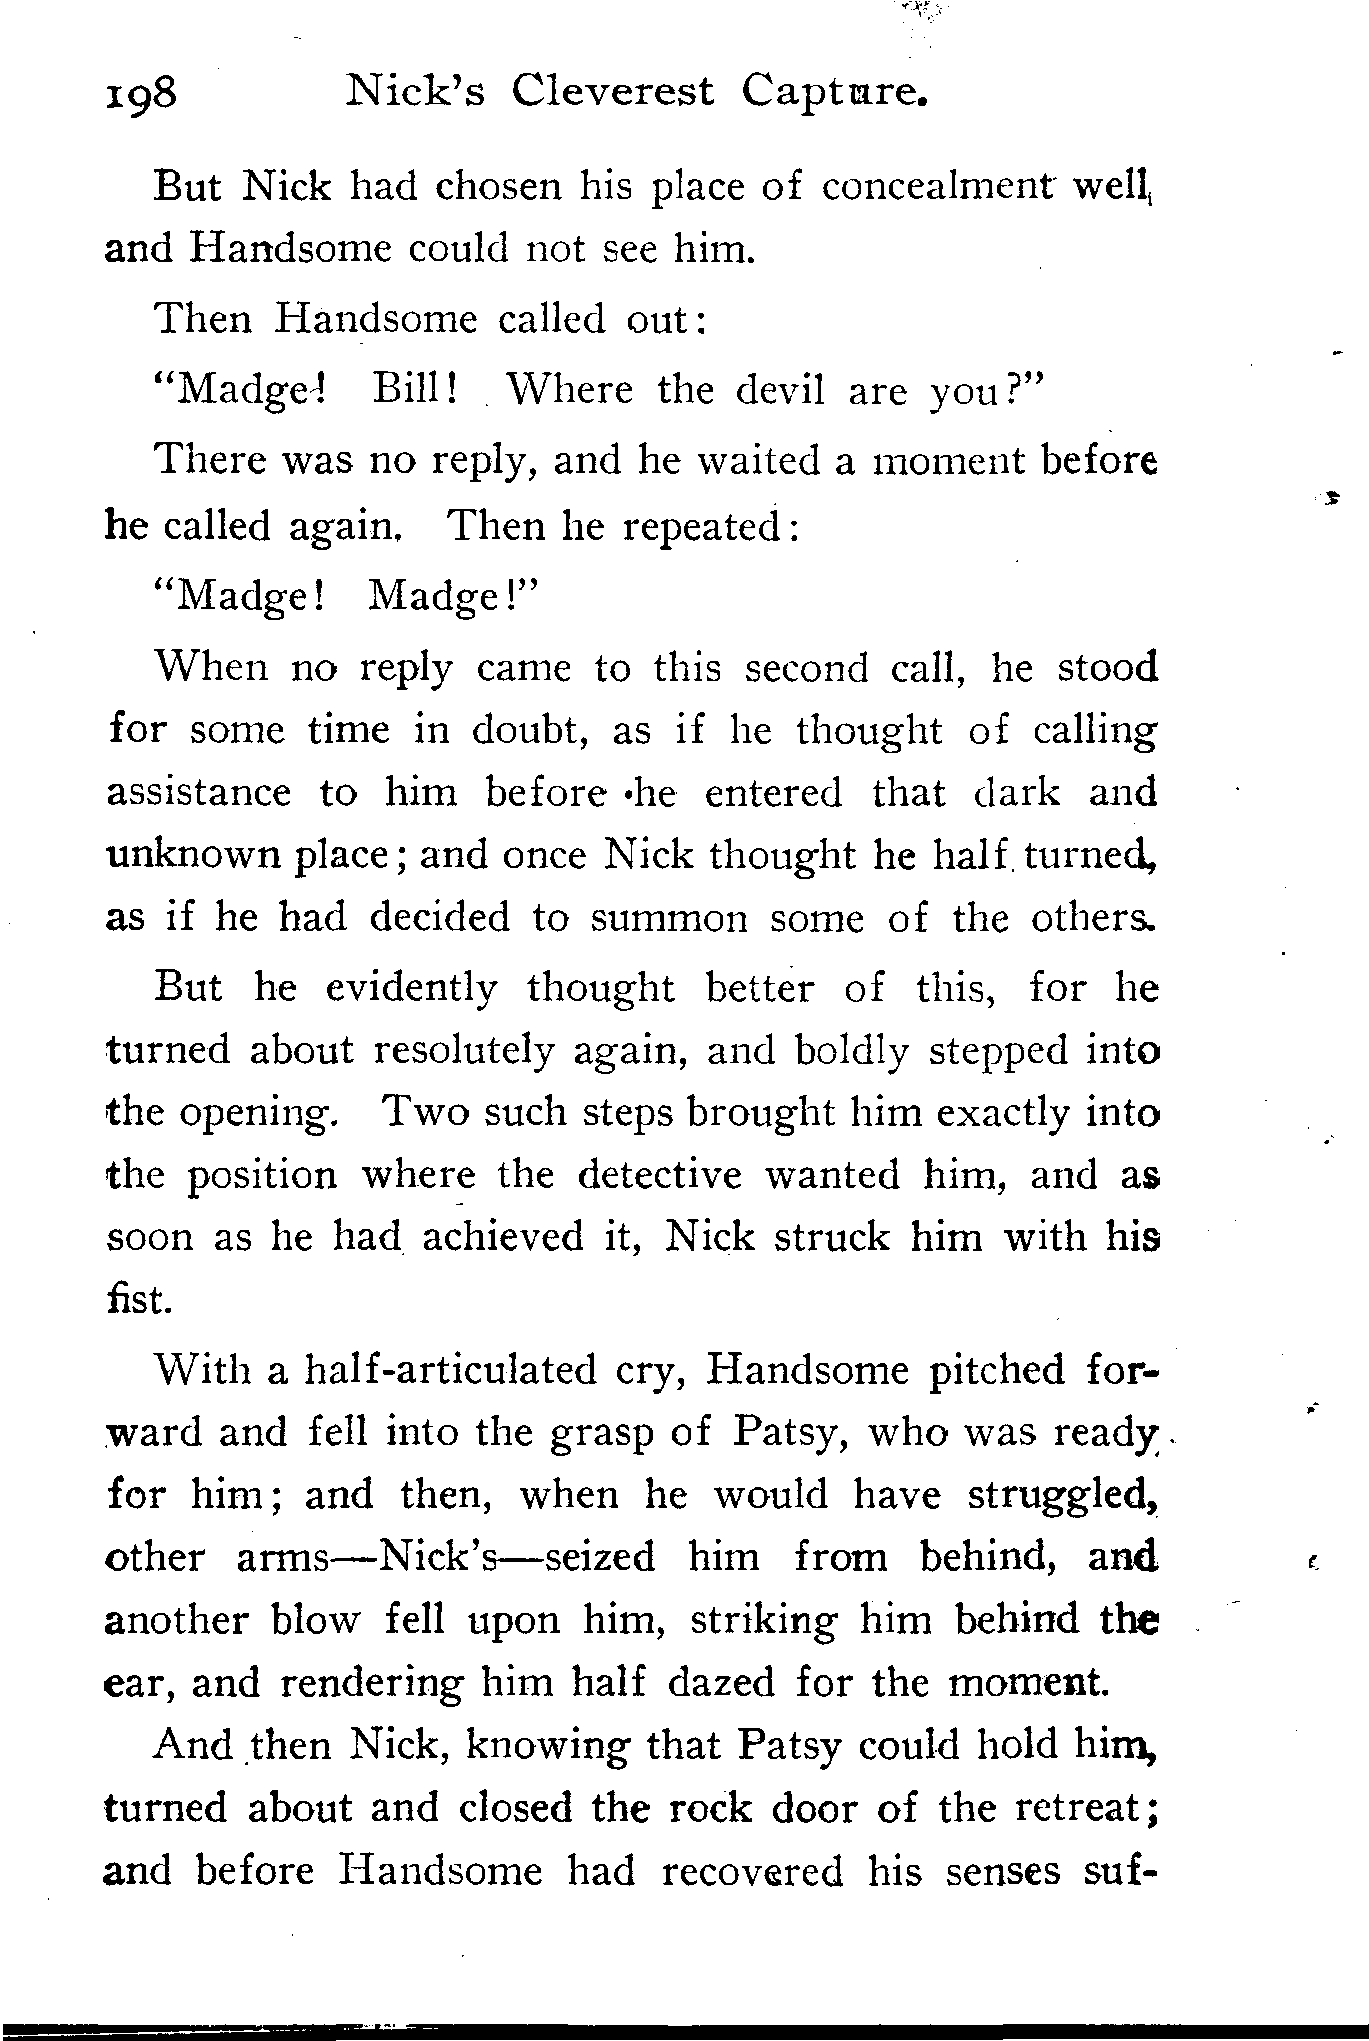 198 Nick's Cleverest Capture.
But Nick had chosen his place of concealment well,
and Handsome could not see him.
Then Handsome called out:
"Madge! Bill! Where the devil are you?"
There was no reply, and he waited a moment before
he called again. Then he repeated:
"Madge! Madge!"
When no reply came to this second call, he stood
for some time in doubt, as if he thought of calling
assistance to him before he entered that dark and
unknown place; and once Nick thought he half turned,
as if he had decided to summon some of the others.
But he evidently thought better of this, for he
turned about resolutely again, and boldly stepped into
the opening. Two such steps brought him exactly into
the position where the detective wanted him, and as
soon as he had achieved it, Nick struck him with his
fist.
With a half-articulated cry, Handsome pitched for-
ward and fell into the grasp of Patsy, who was ready
for him; and then, when he would have struggled,
other arms—Nick's—seized him from behind, and
another blow fell upon him, striking him behind the
ear, and rendering him half dazed for the moment.
And then Nick, knowing that Patsy could hold him,
turned about and closed the rock door of the retreat;
and before Handsome had recovered his senses suf-